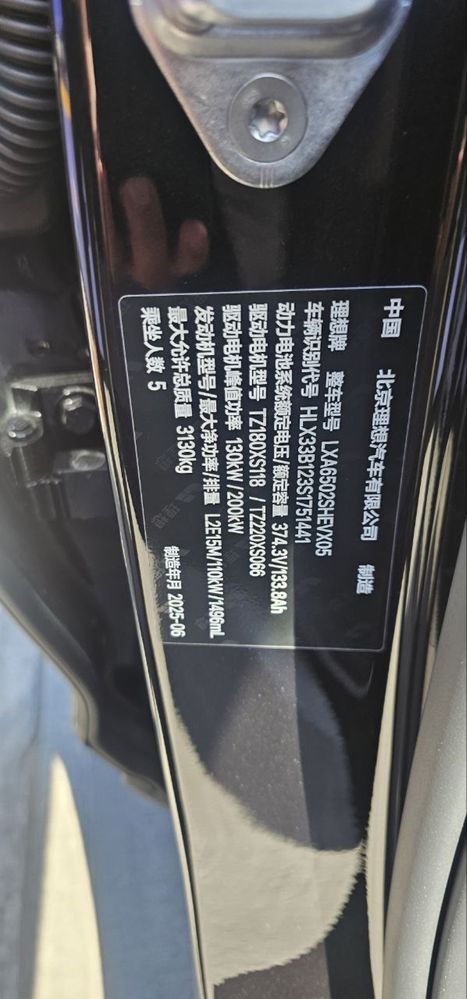 中国 北京理想汽车有限公司 制造
理想牌 整车型号 LXA6502SHEVX05
车辆识别代号 HLX33B123S1751441
动力电池系统额定电压/额定容量 374.3V/133.8Ah
驱动电机型号 TZ180XS118 / TZ220XS066
驱动电机峰值功率 130kW / 200kW
发动机型号/最大净功率/排量 L2E15M/110kW/1496mL
最大允许总质量 3130kg
乘坐人数 5 制造年月 2025-06